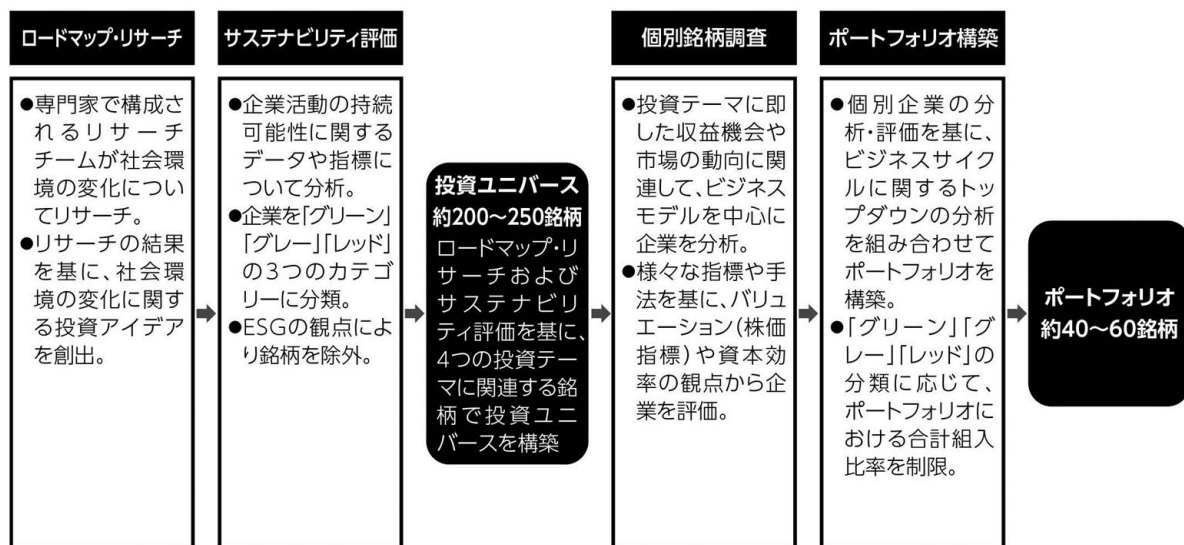 ロードマップ・リサーチ
●専門家で構成さ
れるリサーチ
チームが社会環
境の変化につい
てリサーチ。
●リサーチの結果
を基に、社会環
境の変化に関す
る投資アイデア
を創出。
サステナビリティ評価
●企業活動の持続
可能性に関する
データや指標に
ついて分析。
●企業を「グリーン」
「グレー」「レッド」
の3つのカテゴ
リーに分類。
●ESGの観点によ
り銘柄を除外。
投資ユニバース
約200～250銘柄
ロードマップ・リ
サーチおよび
サステナビリ
ティ評価を基に、
4つの投資テー
マに関連する銘
柄で投資ユニ
バースを構築
個別銘柄調査
●投資テーマに即
した収益機会や
市場の動向に関
連して、ビジネス
モデルを中心に
企業を分析。
●様々な指標や手
法を基に、バリュ
エーション(株価
指標)や資本効
率の観点から企
業を評価。
ポートフォリオ構築
●個別企業の分
析・評価を基に、
ビジネスサイク
ルに関するトッ
プダウンの分析
を組み合わせて
ポートフォリオを
構築。
●「グリーン」「グ
レー」「レッド」の
分類に応じて、
ポートフォリオに
おける合計組入
比率を制限。
ポートフォリオ
約40～60銘柄